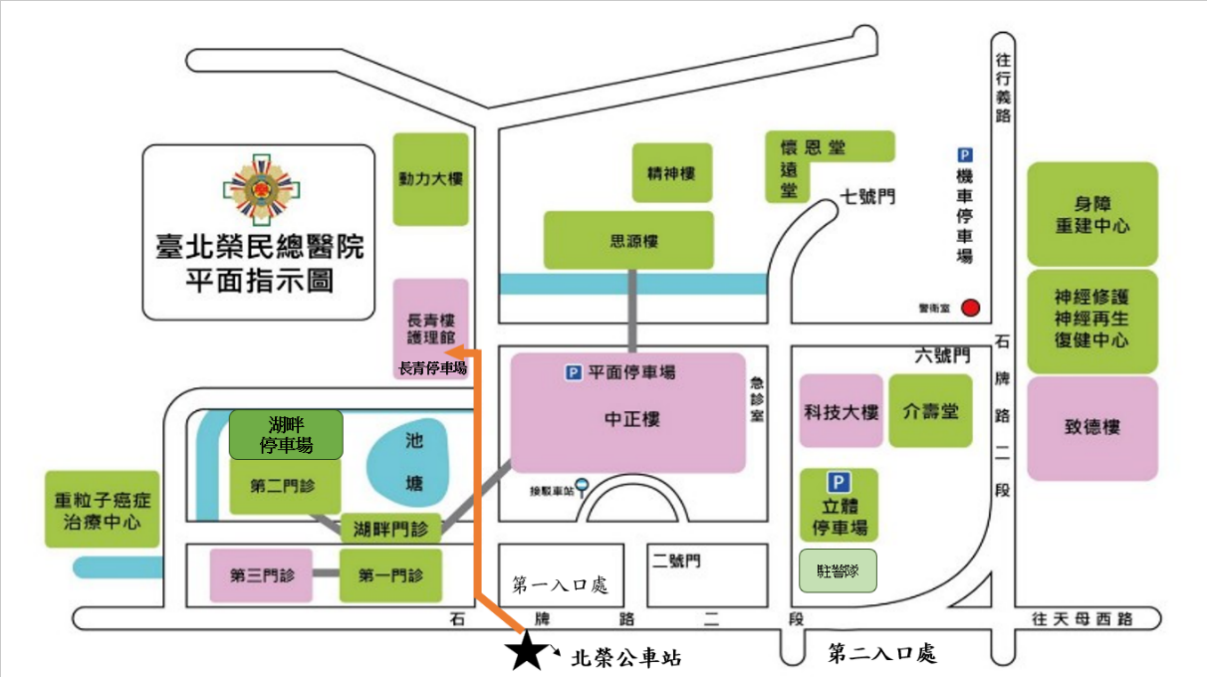 臺北榮民總醫院
平面指示圖
動力大樓
精神樓
懷恩堂
遠
堂
七號門
思源樓
P
機車停車場
往行義路
身障
重建中心
神經修護
神經再生
復健中心
致德樓
警衛室
六號門
長青樓
護理館
長青停車場
P 平面停車場
中正樓
急診室
科技大樓
介壽堂
石牌路二段
湖畔
停車場
池塘
第二門診
重粒子癌症
治療中心
湖畔門診
接駁車站
P
立體
停車場
駐警隊
第三門診
第一門診
第一入口處
二號門
石牌路二段
往天母西路
北榮公車站
第二入口處